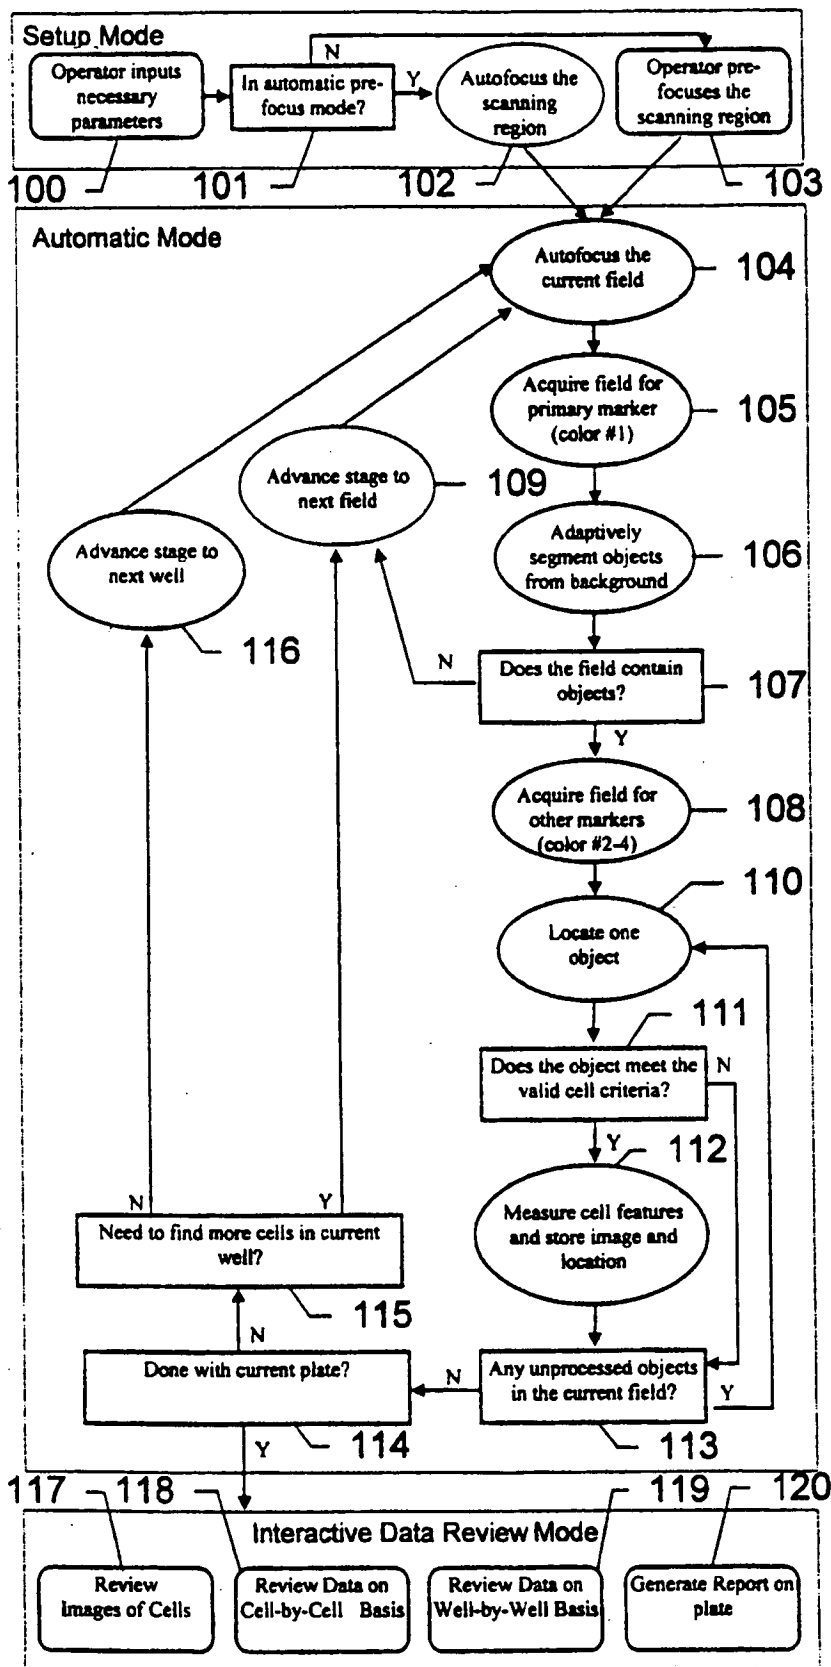 Setup Mode
N
Operator inputs
necessary
parameters
In automatic pre-
focus mode?
Y
Autofocus the
scanning
region
Operator pre-
focuses the
scanning region
100
101
102
103
Automatic Mode
Autofocus the
current field
104
Acquire field for
primary marker
(color #1)
105
Advance stage to
next field
109
Advance stage to
next well
116
Adaptively
segment objects
from background
106
N
Does the field contain
objects?
107
Y
Acquire field for
other markers
(color #2-4)
108
110
Locate one
object
111
Does the object meet the
valid cell criteria?
N
Y
112
Measure cell features
and store image and
location
N
Y
Need to find more cells in current
well?
115
N
Done with current plate?
N
Any unprocessed objects
in the current field?
Y
114
113
Y
117
118
119
120
Interactive Data Review Mode
Review
Images of Cells
Review Data on
Cell-by-Cell Basis
Review Data on
Well-by-Well Basis
Generate Report on
plate